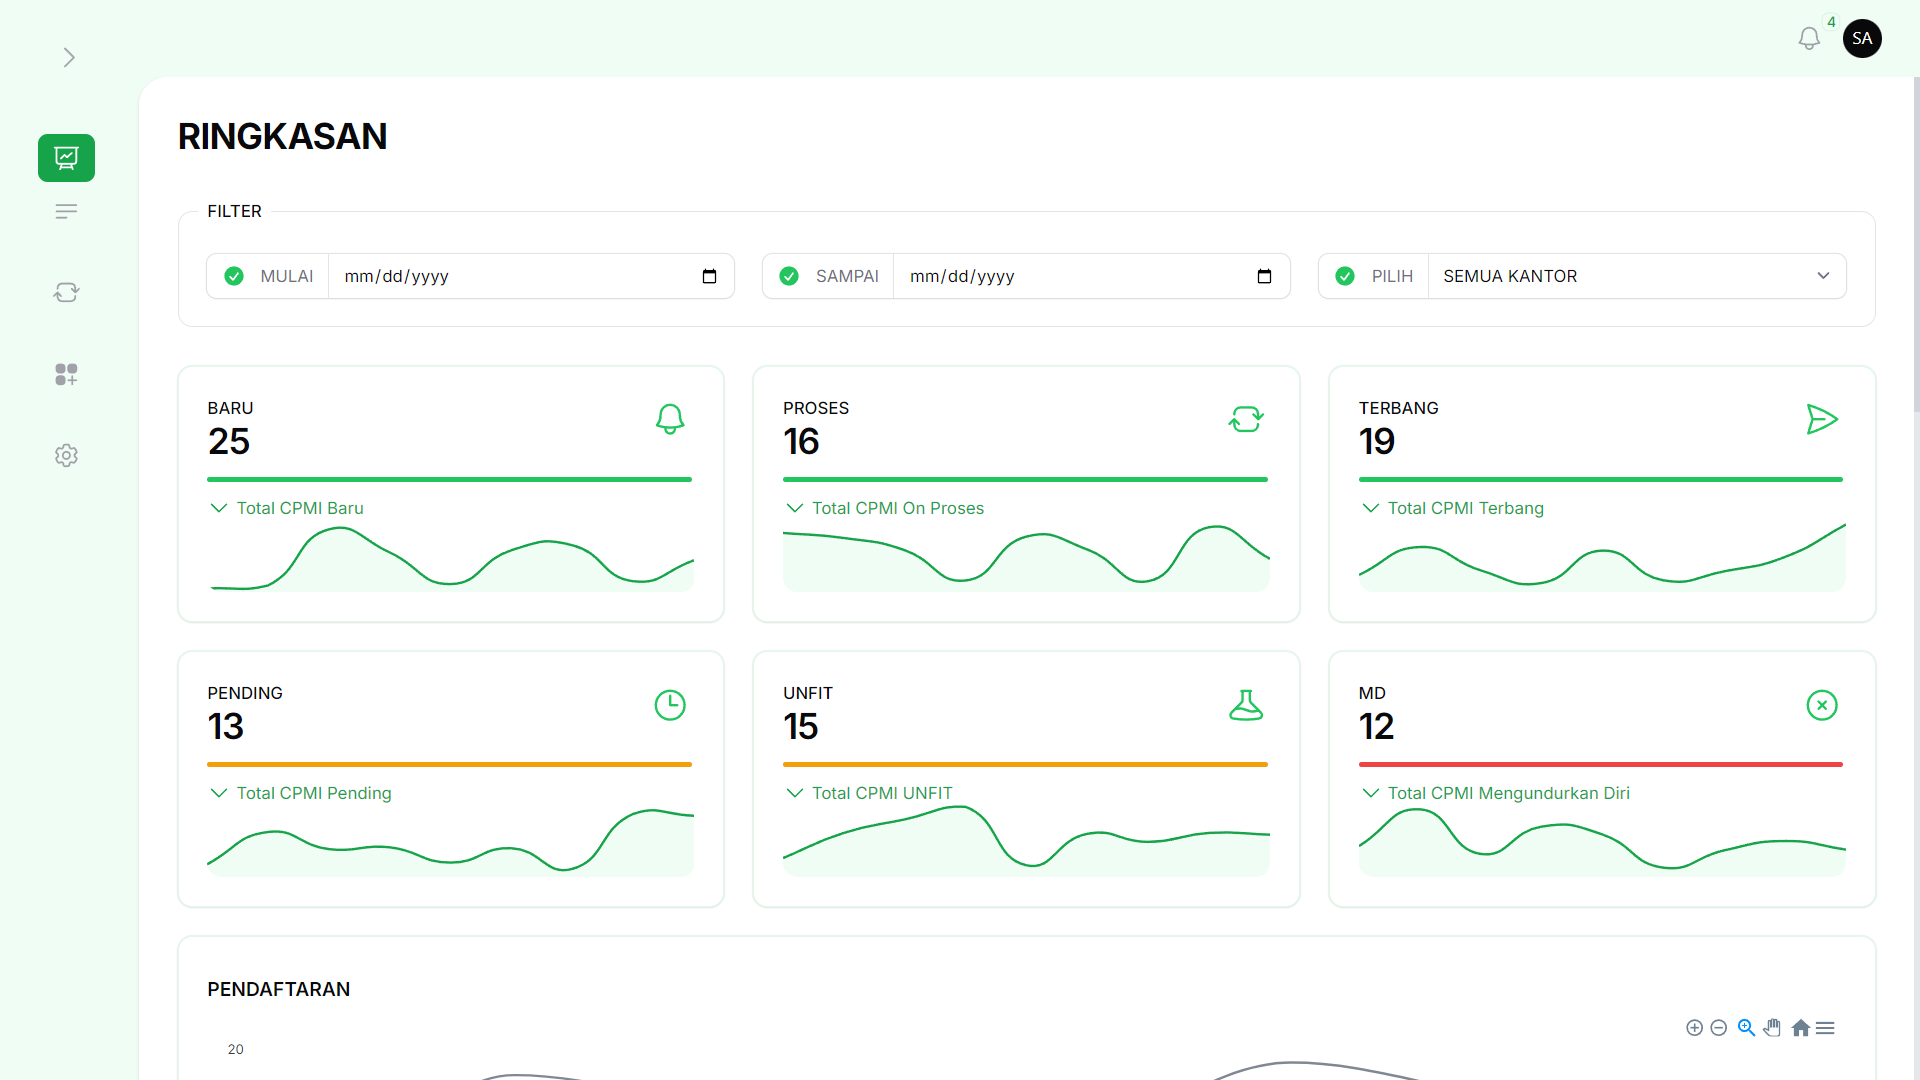 4
SA
RINGKASAN
FILTER
MULAI mm/dd/yyyy
SAMPAI mm/dd/yyyy
PILIH SEMUA KANTOR
BARU
25
Total CPMI Baru
PROSES
16
Total CPMI On Proses
TERBANG
19
Total CPMI Terbang
PENDING
13
Total CPMI Pending
UNFIT
15
Total CPMI UNFIT
MD
12
Total CPMI Mengundurkan Diri
PENDAFTARAN
20